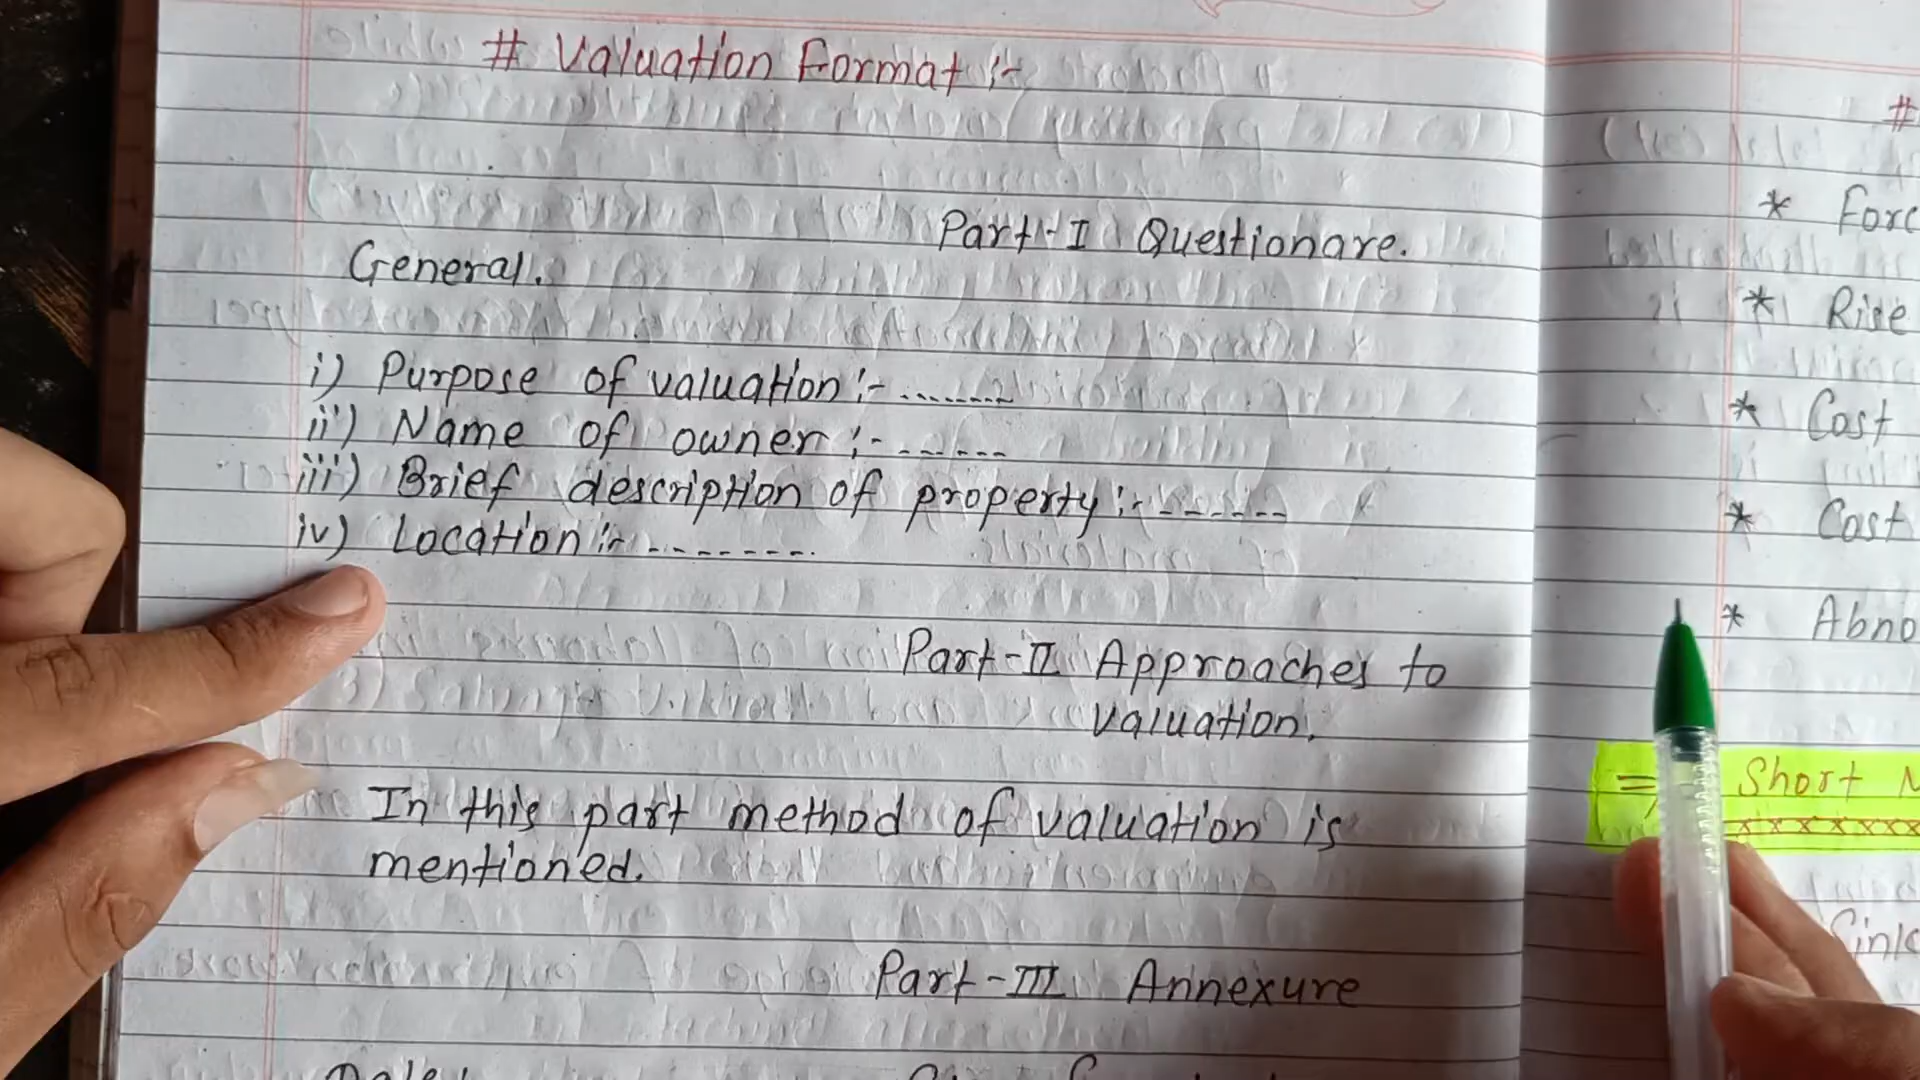 # Valuation Format :-
Part-I Questionare.
General.
i) Purpose of valuation :- ........
ii) Name of owner :- ------
iii) Brief description of property :- ------
iv) Location :- ---------.
Part-II Approaches to
valuation.
In this part method of valuation is
mentioned.
Part-III Annexure
#
* Forc
* Rise
* Cost
* Cost
* Abno
=> Short N
xxxxxxx